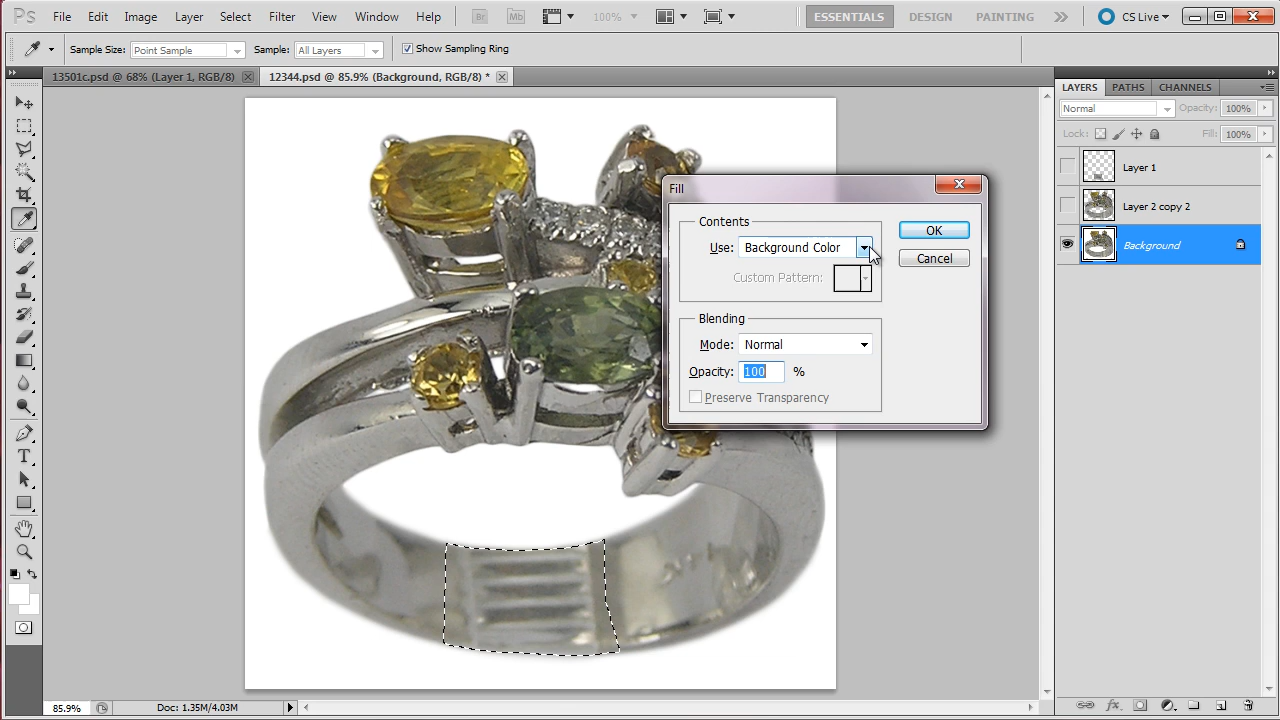 Ps File Edit Image Layer Select Filter View Window Help Br Mb 100% ESSENTIALS DESIGN PAINTING CS Live
Sample Size: Point Sample Sample: All Layers Show Sampling Ring
13501c.psd @ 68% (Layer 1, RGB/8) 12344.psd @ 85.9% (Background, RGB/8) *
LAYERS PATHS CHANNELS
Normal Opacity: 100%
Lock: Fill: 100%
Layer 1
Layer 2 copy 2
Background
Fill
Contents
Use: Background Color
Custom Pattern:
OK
Cancel
Blending
Mode: Normal
Opacity: 100 %
Preserve Transparency
T
85.9% Doc: 1.35M/4.03M
fx